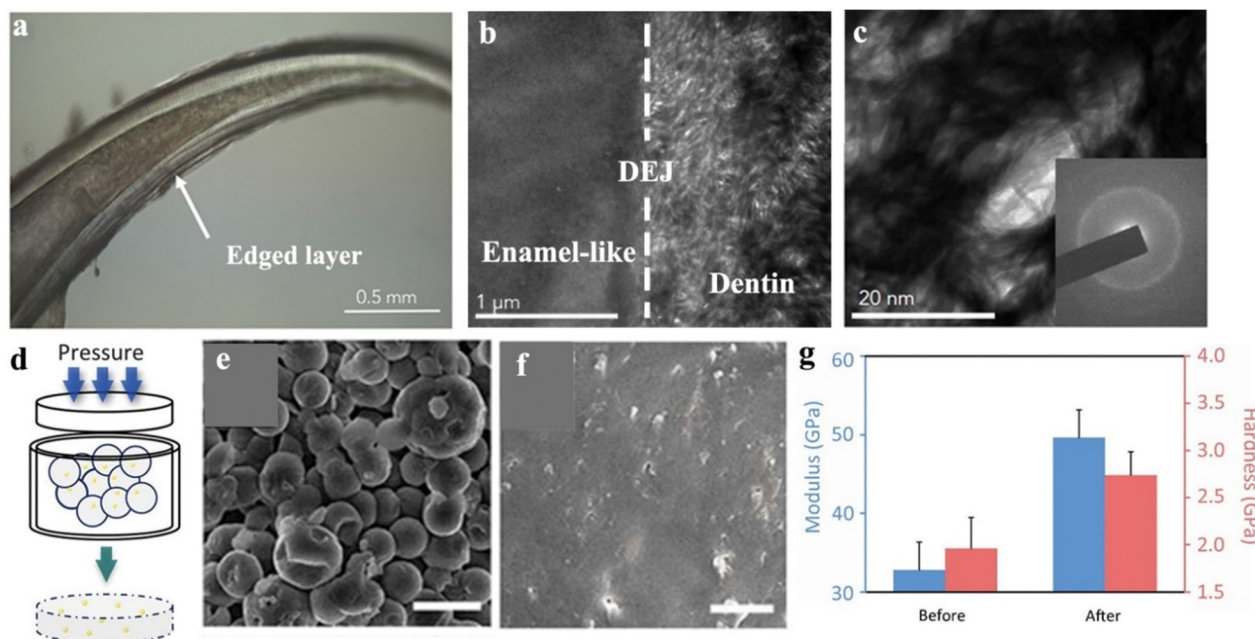 a
Edged layer
0.5 mm
b
DEJ
Enamel-like
Dentin
1 μm
c
20 nm
d
Pressure
e
f
g
60
50
40
30
Modulus (GPa)
4.0
3.5
3.0
2.5
2.0
1.5
Hardness (GPa)
Before
After